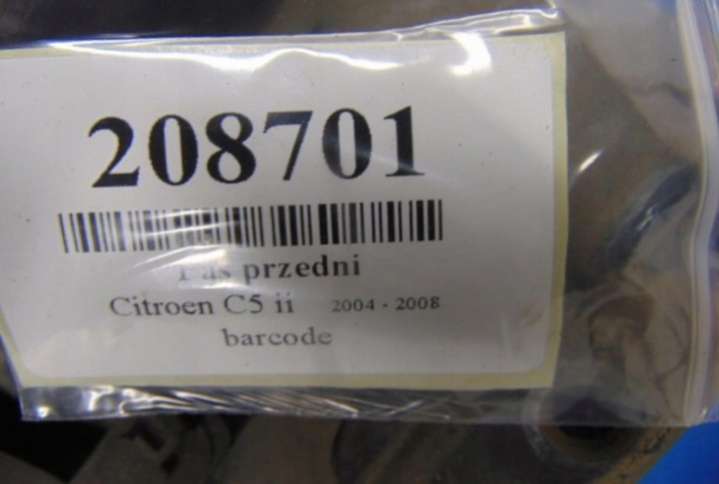 208701
Pas przedni
Citroen C5 ii 2004 - 2008
barcode